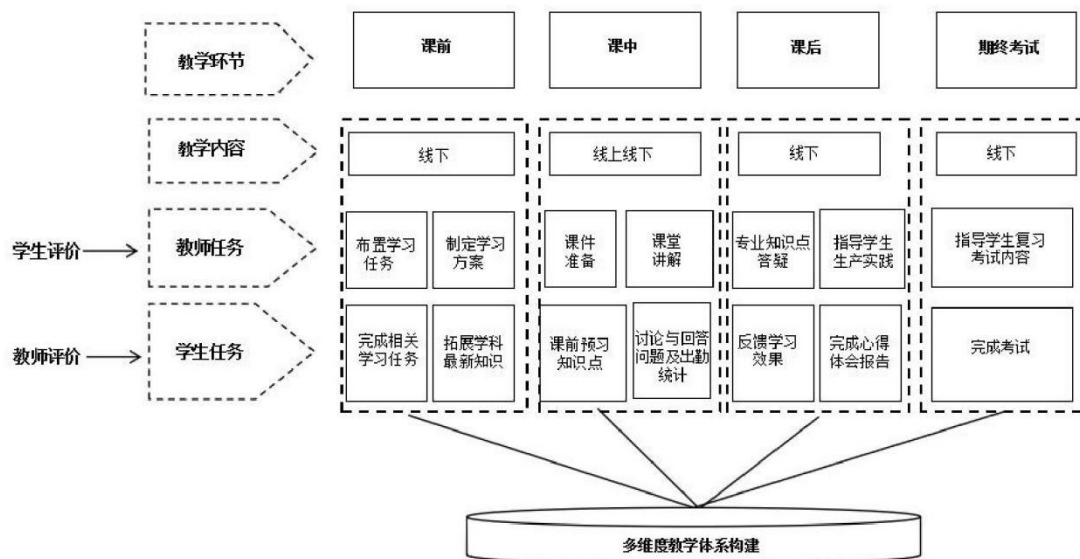 教学环节
课前
课中
课后
期终考试
教学内容
线下
线上线下
线下
线下
学生评价
教师任务
布置学习
任务
制定学习
方案
课件
准备
课堂
讲解
专业知识点
答疑
指导学生
生产实践
指导学生复习
考试内容
教师评价
学生任务
完成相关
学习任务
拓展学科
最新知识
课前预习
知识点
讨论与回答
问题及出勤
统计
反馈学习
效果
完成心得
体会报告
完成考试
多维度教学体系构建